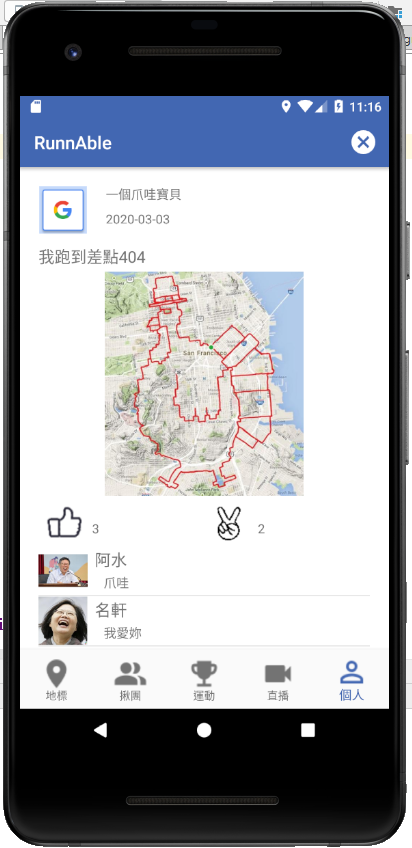 11:16
RunnAble
一個爪哇寶貝
2020-03-03
我跑到差點404
San Francisco
3
2
阿水
爪哇
名軒
我愛妳
地標
揪團
運動
直播
個人